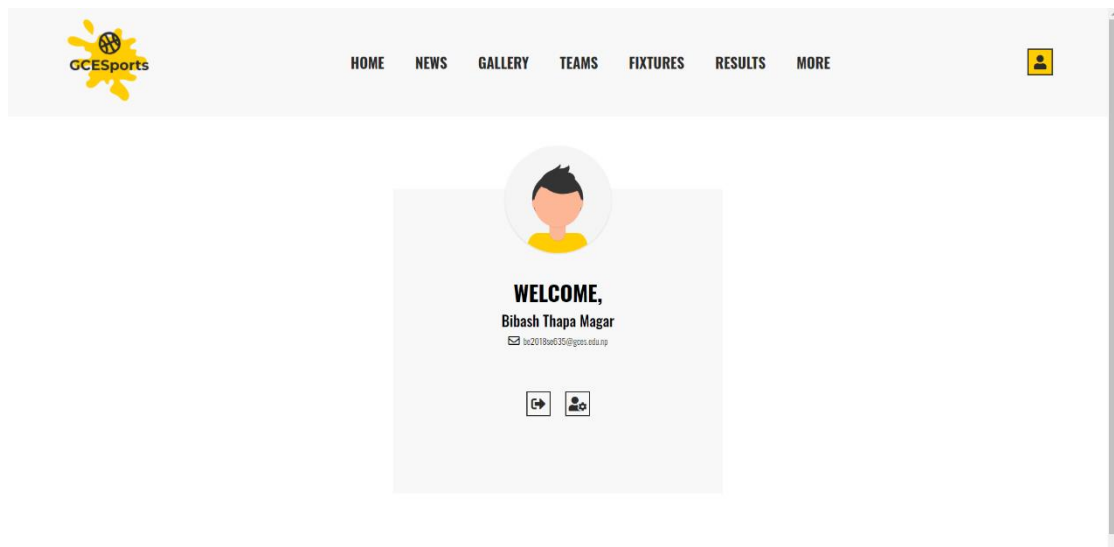 GCESports
HOME NEWS GALLERY TEAMS FIXTURES RESULTS MORE
WELCOME,
Bibash Thapa Magar
be2018se635@gces.edu.np